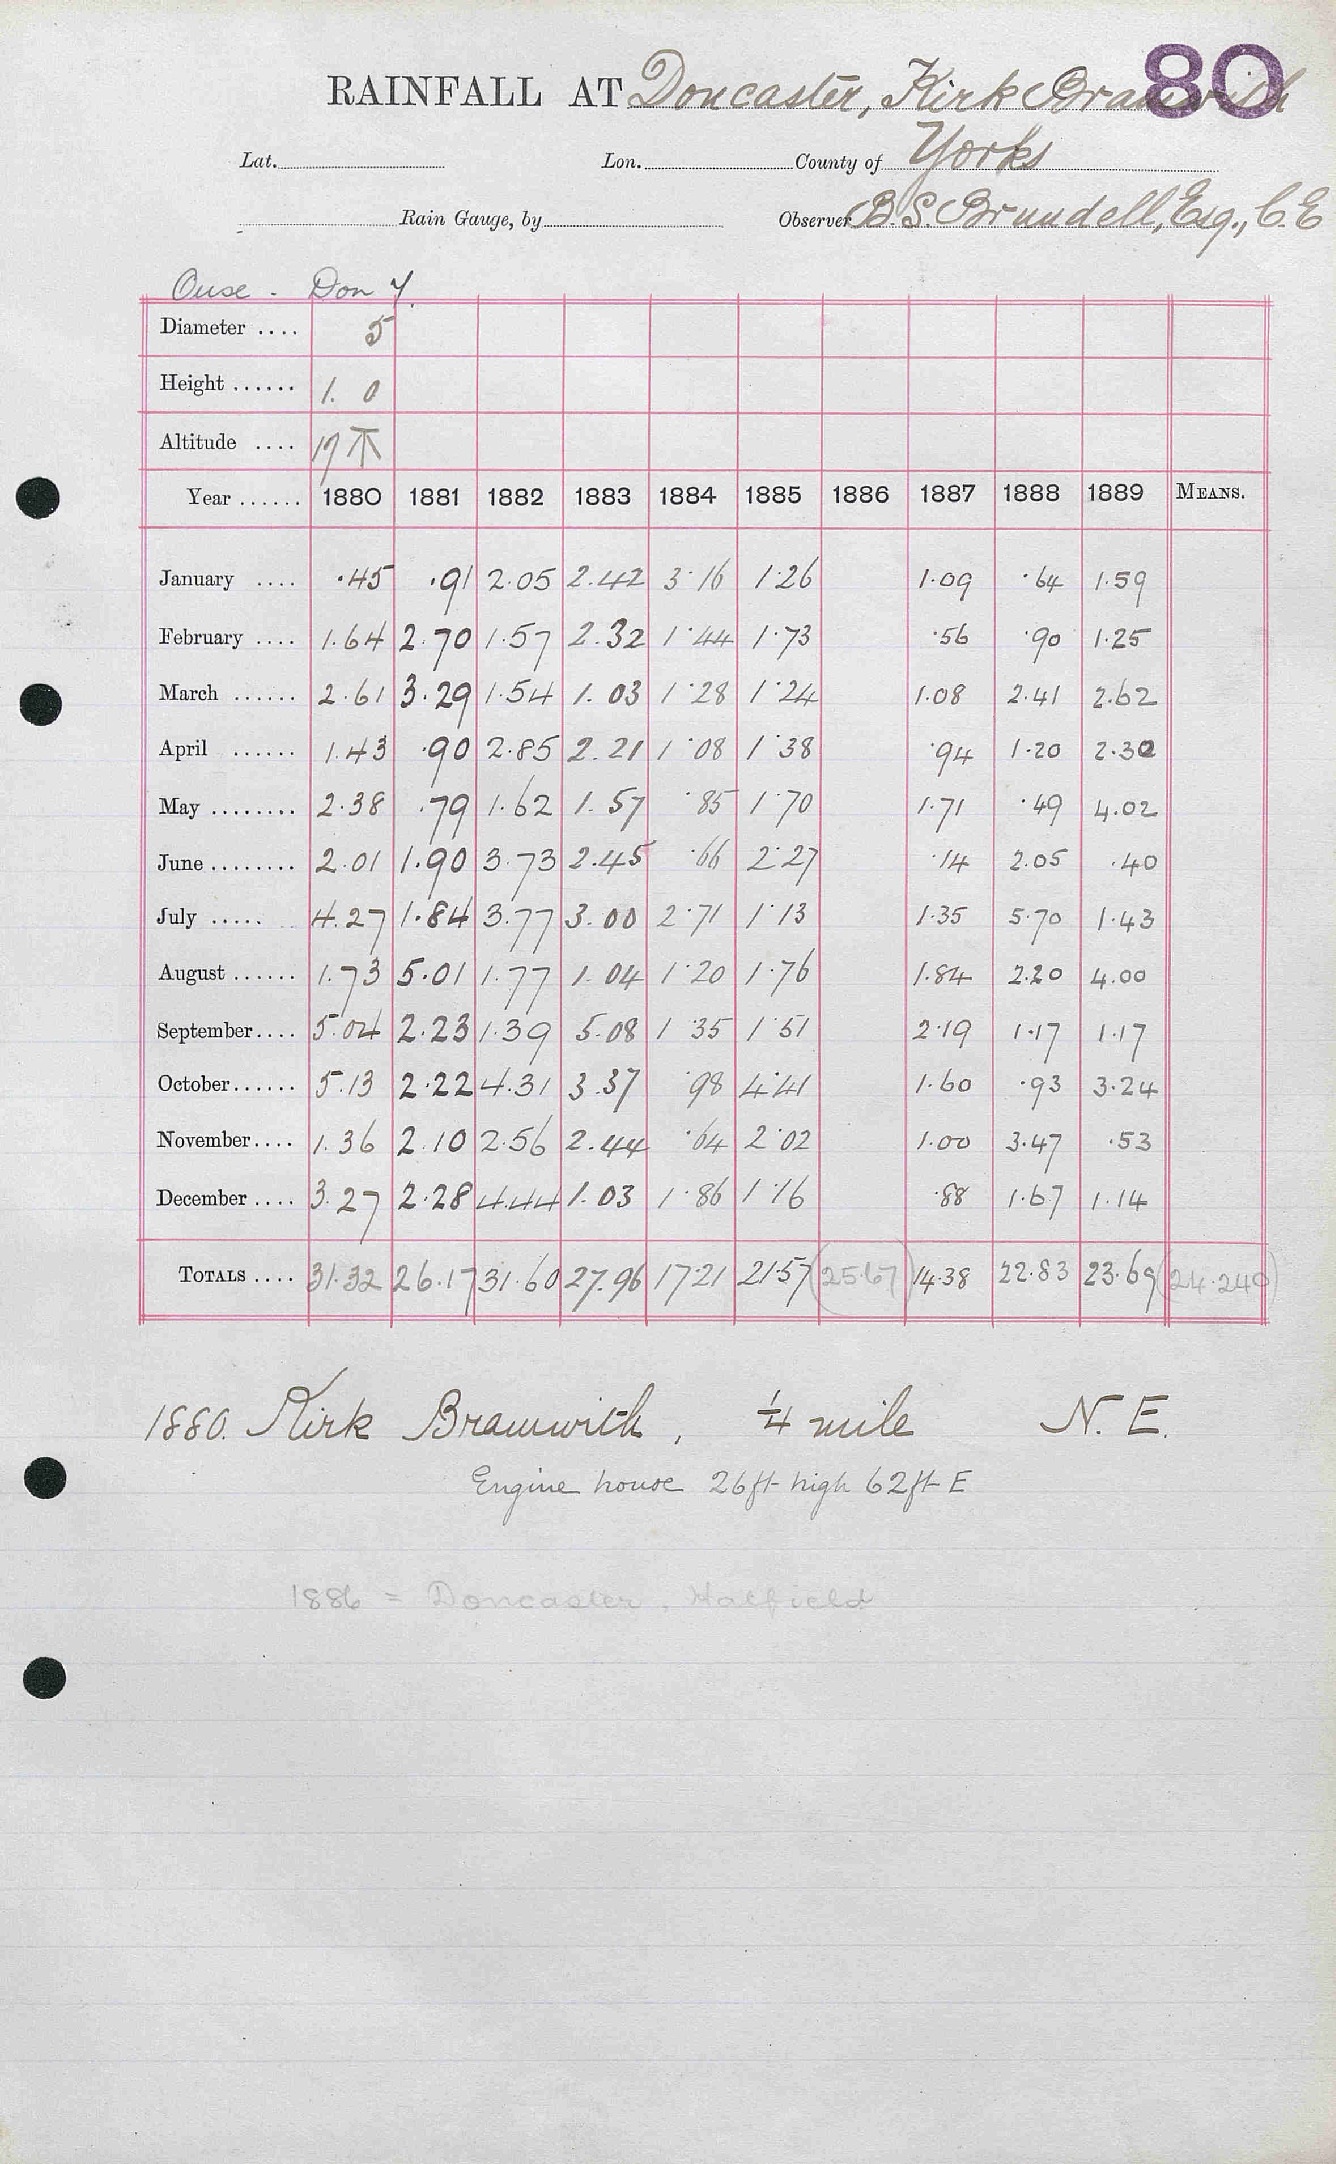 80
RAINFALL AT Doncaster, Kirk Bramwith
Lat. Lon. County of Yorks
Rain Gauge, by Observer B.S. Brundell, Esq., C.E
Ouse - Don
Diameter .... 5
Height ...... 1. 0
Altitude .... 17
Year ...... 1880 1881 1882 1883 1884 1885 1886 1887 1888 1889 MEANS.
January .... .45 .91 2.05 2.42 3.16 1.26 1.09 .64 1.59
February .... 1.64 2.70 1.57 2.32 1.44 1.73 .56 .90 1.25
March ...... 2.61 3.29 1.54 1.03 1.28 1.24 1.08 2.41 2.62
April ...... 1.43 .90 2.85 2.21 1.08 1.38 .94 1.20 2.30
May ........ 2.38 .79 1.62 1.57 .85 1.70 1.71 .49 4.02
June ........ 2.01 1.90 3.73 2.45 .66 2.27 .14 2.05 .40
July ..... 4.27 1.84 3.77 3.00 2.71 1.13 1.35 5.70 1.43
August ...... 1.73 5.01 1.77 1.04 1.20 1.76 1.84 2.20 4.00
September .... 5.04 2.23 1.39 5.08 1.35 1.51 2.19 1.17 1.17
October ...... 5.13 2.22 4.31 3.37 .98 4.41 1.60 .93 3.24
November .... 1.36 2.10 2.56 2.44 .64 2.02 1.00 3.47 .53
December .... 3.27 2.28 4.44 1.03 1.86 1.16 .88 1.67 1.14
TOTALS .... 31.32 26.17 31.60 27.96 17.21 21.57 (25.67) 14.38 22.83 23.69 (24.240)
1880. Kirk Bramwith, ¼ mile N.E.
Engine house 26ft high 62ft E
1886 = Doncaster, Hatfield